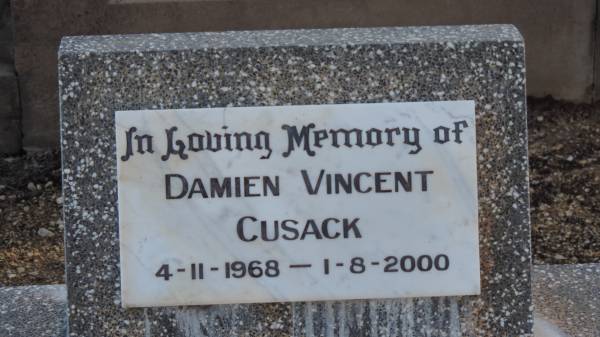 In Loving Memory of
DAMIEN VINCENT
CUSACK
4-11-1968 — 1-8-2000